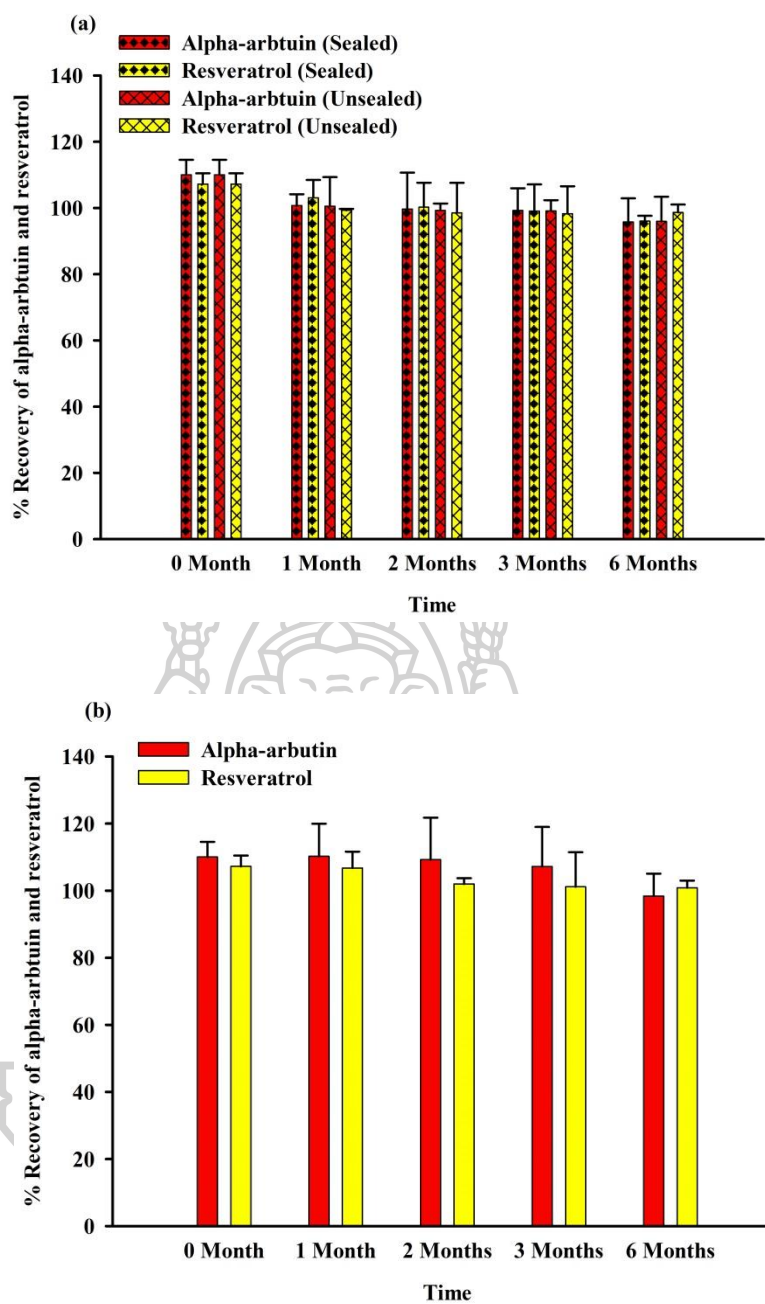 (a)
Alpha-arbtuin (Sealed)
Resveratrol (Sealed)
Alpha-arbtuin (Unsealed)
Resveratrol (Unsealed)
% Recovery of alpha-arbtuin and resveratrol
140
120
100
80
60
40
20
0
0 Month 1 Month 2 Months 3 Months 6 Months
Time
(b)
Alpha-arbutin
Resveratrol
% Recovery of alpha-arbtuin and resveratrol
140
120
100
80
60
40
20
0
0 Month 1 Month 2 Months 3 Months 6 Months
Time